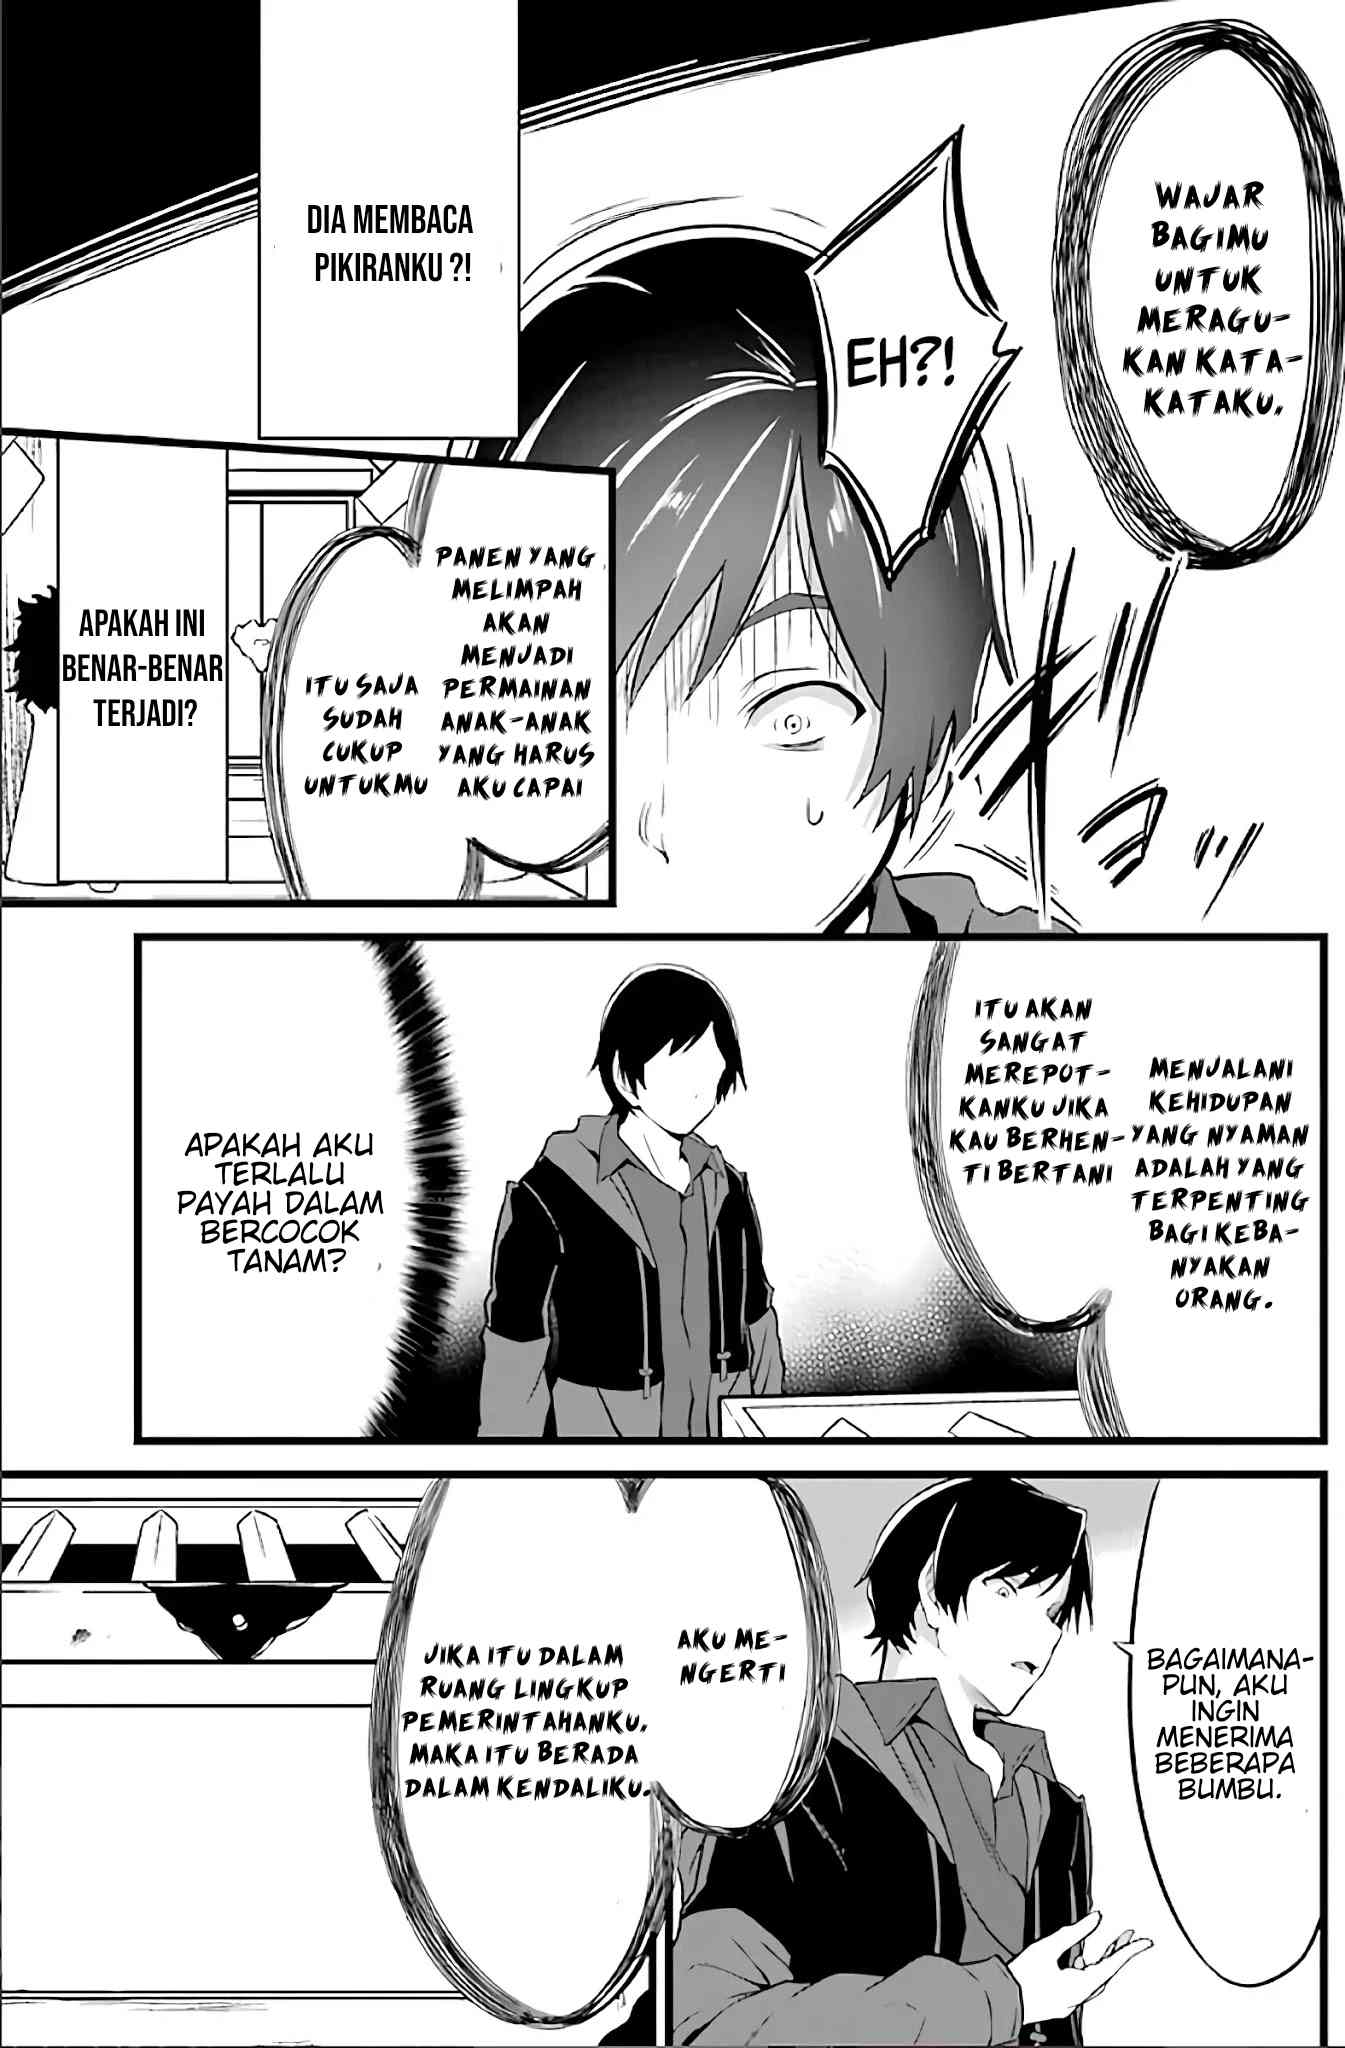 WAJAR
BAGIMU
UNTUK
MERAGU-
KAN KATA-
KATAKU.
EH?!
DIA MEMBACA
PIKIRANKU ?!
PANEN YANG
MELIMPAH
AKAN
MENJADI
PERMAINAN
ANAK-ANAK
YANG HARUS
AKU CAPAI
ITU SAJA
SUDAH
CUKUP
UNTUKMU
APAKAH INI
BENAR-BENAR
TERJADI?
MENJALANI
KEHIDUPAN
YANG NYAMAN
ADALAH YANG
TERPENTING
BAGI KEBA-
NYAKAN
ORANG.
ITU AKAN
SANGAT
MEREPOT-
KANKU JIKA
KAU BERHEN-
TI BERTANI
APAKAH AKU
TERLALU
PAYAH DALAM
BERCOCOK
TANAM?
BAGAIMANA-
PUN, AKU
INGIN
MENERIMA
BEBERAPA
BUMBU.
AKU ME-
NGERTI
JIKA ITU DALAM
RUANG LINGKUP
PEMERINTAHANKU.
MAKA ITU BERADA
DALAM KENDALIKU.